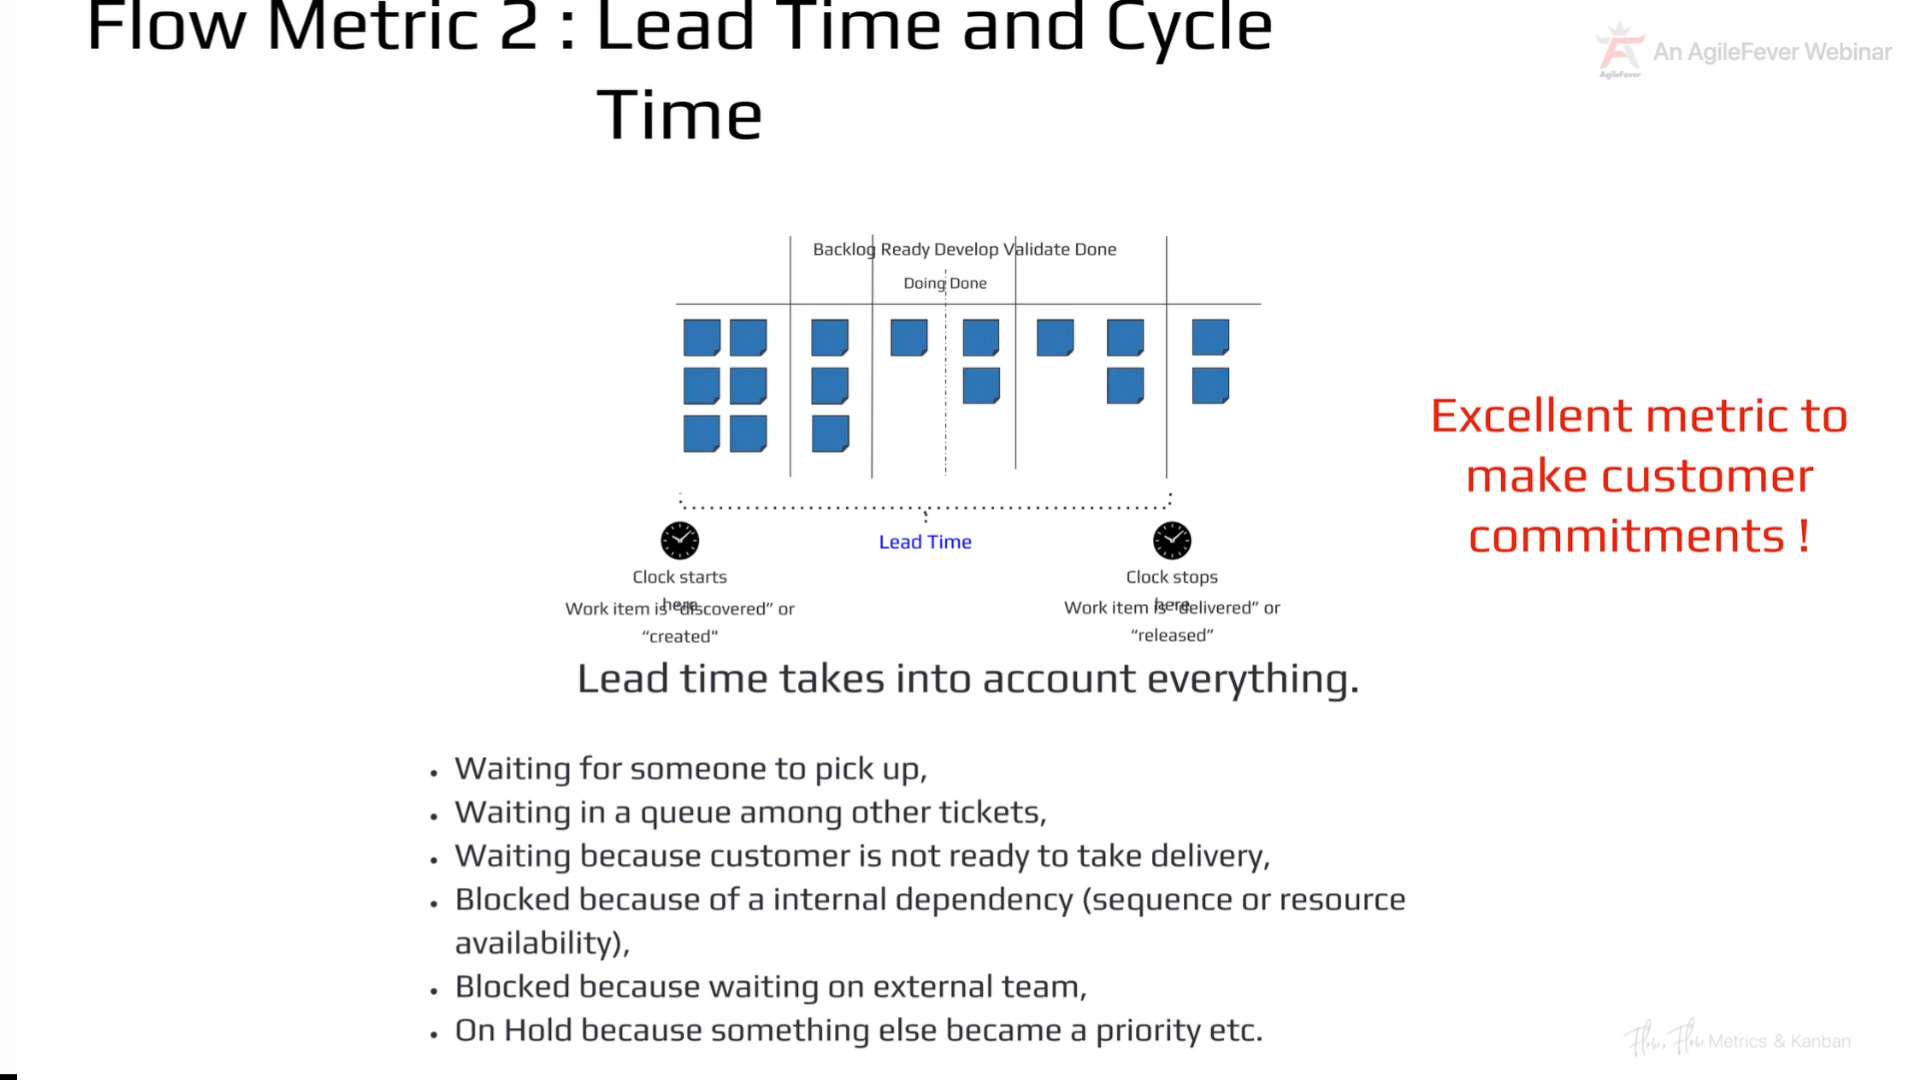 Flow Metric 2 : Lead Time and Cycle
Time
An AgileFever Webinar
AgileFever
Backlog Ready Develop Validate Done
Doing Done
Excellent metric to
make customer
commitments !
Lead Time
Clock starts
here
Work item is “discovered” or
“created"
Clock stops
here
Work item is “delivered” or
“released”
Lead time takes into account everything.
• Waiting for someone to pick up,
• Waiting in a queue among other tickets,
• Waiting because customer is not ready to take delivery,
• Blocked because of a internal dependency (sequence or resource
availability),
• Blocked because waiting on external team,
• On Hold because something else became a priority etc.
Flow, Flow Metrics & Kanban